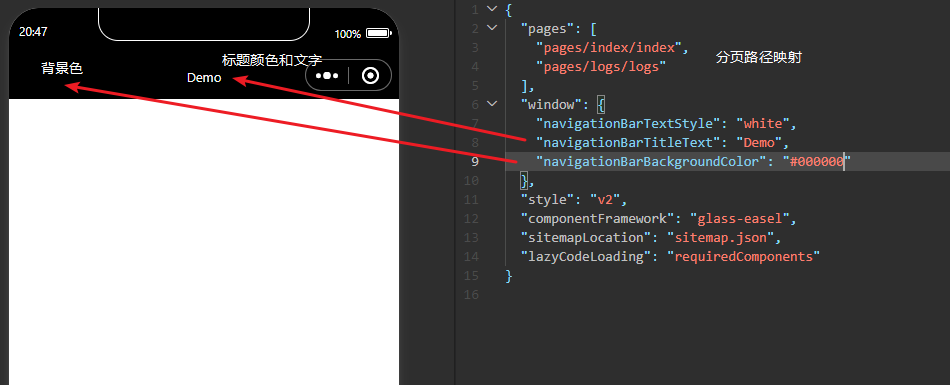 20:47
100%
标题颜色和文字
背景色
Demo
分页路径映射
1 {
2 "pages": [
3 "pages/index/index",
4 "pages/logs/logs"
5 ],
6 "window": {
7 "navigationBarTextStyle": "white",
8 "navigationBarTitleText": "Demo",
9 "navigationBarBackgroundColor": "#000000"
10 },
11 "style": "v2",
12 "componentFramework": "glass-easel",
13 "sitemapLocation": "sitemap.json",
14 "lazyCodeLoading": "requiredComponents"
15 }
16